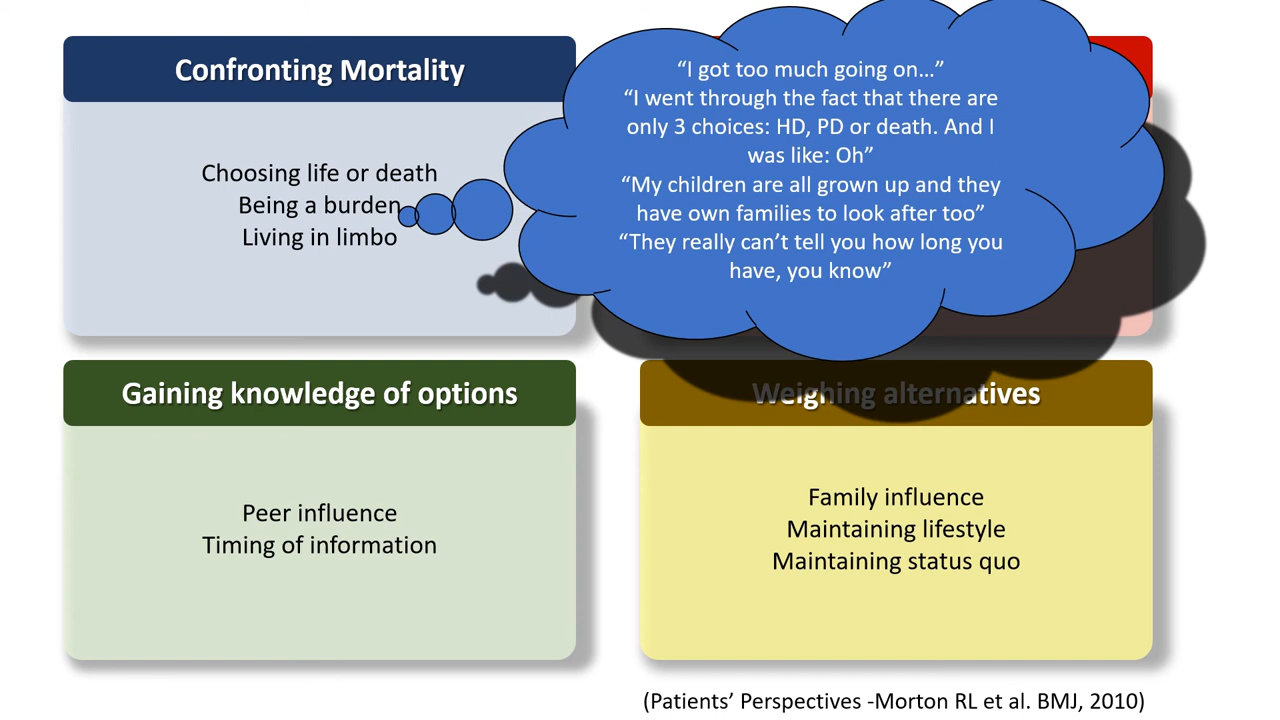 Confronting Mortality
Choosing life or death
Being a burden
Living in limbo
“I got too much going on…”
“I went through the fact that there are
only 3 choices: HD, PD or death. And I
was like: Oh”
“My children are all grown up and they
have own families to look after too”
“They really can’t tell you how long you
have, you know”
Gaining knowledge of options
Peer influence
Timing of information
Weighing alternatives
Family influence
Maintaining lifestyle
Maintaining status quo
(Patients’ Perspectives -Morton RL et al. BMJ, 2010)